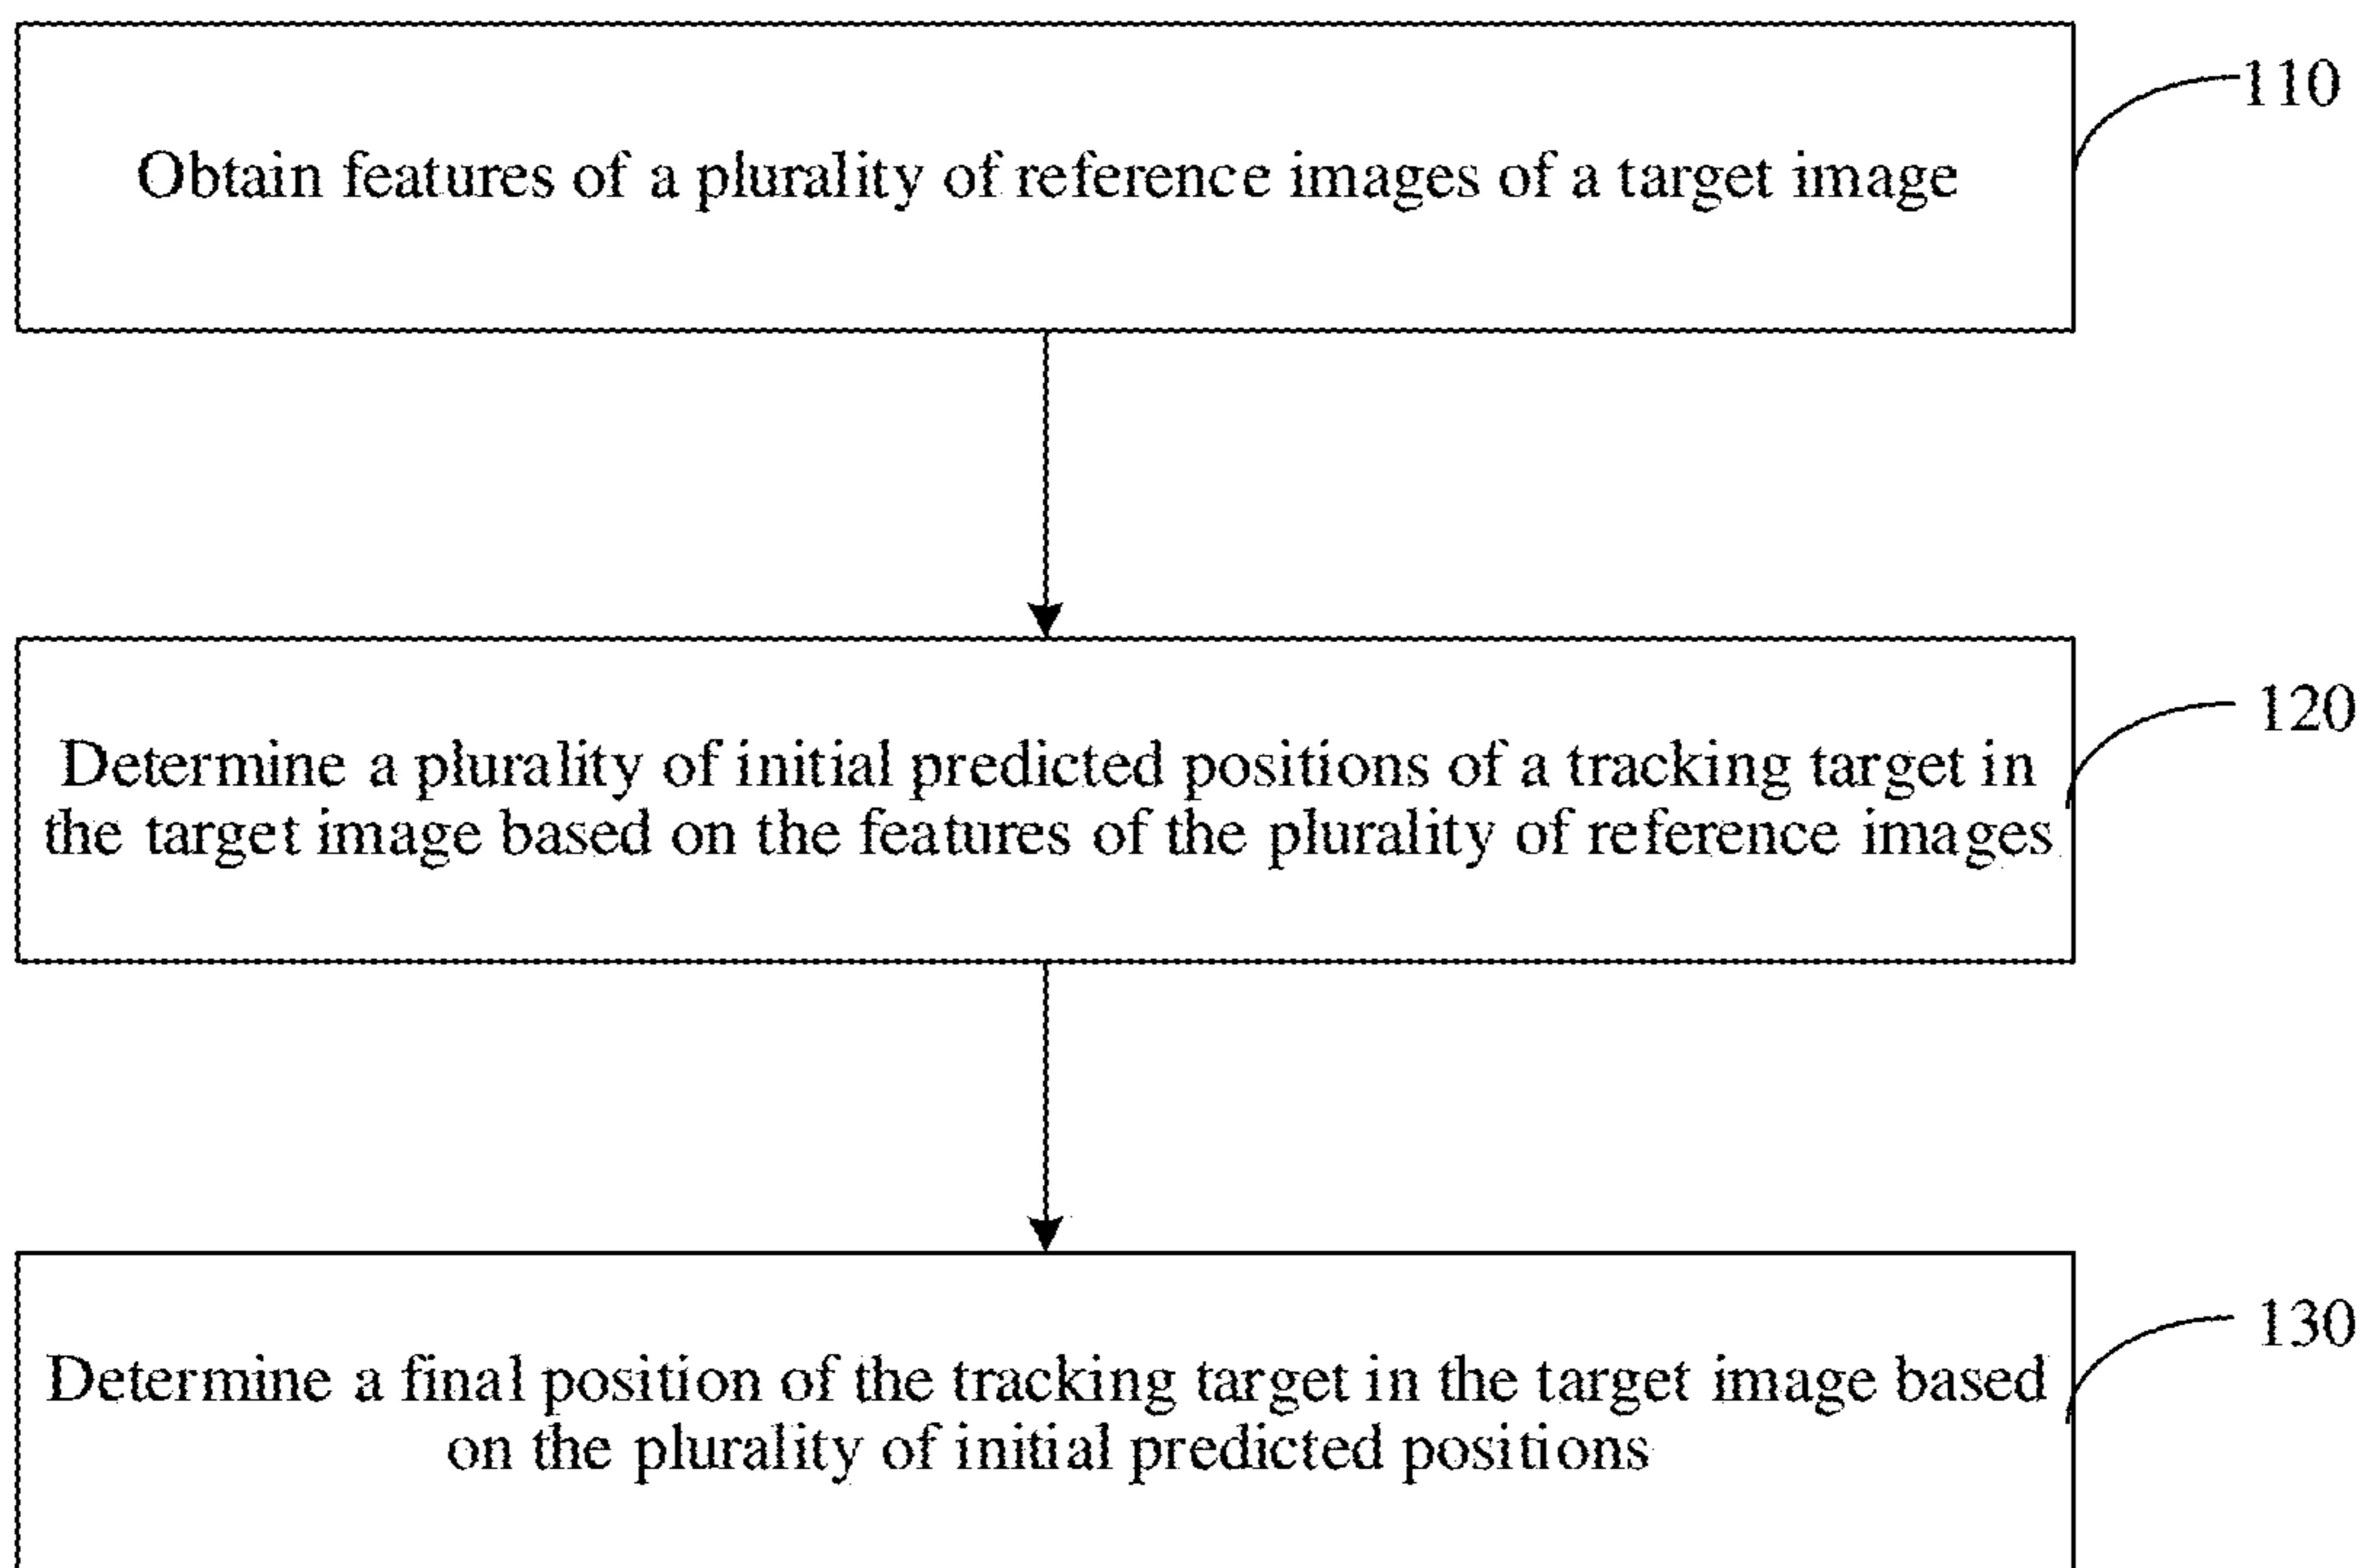 110
Obtain features of a plurality of reference images of a target image
120
Determine a plurality of initial predicted positions of a tracking target in
the target image based on the features of the plurality of reference images
130
Determine a final position of the tracking target in the target image based
on the plurality of initial predicted positions